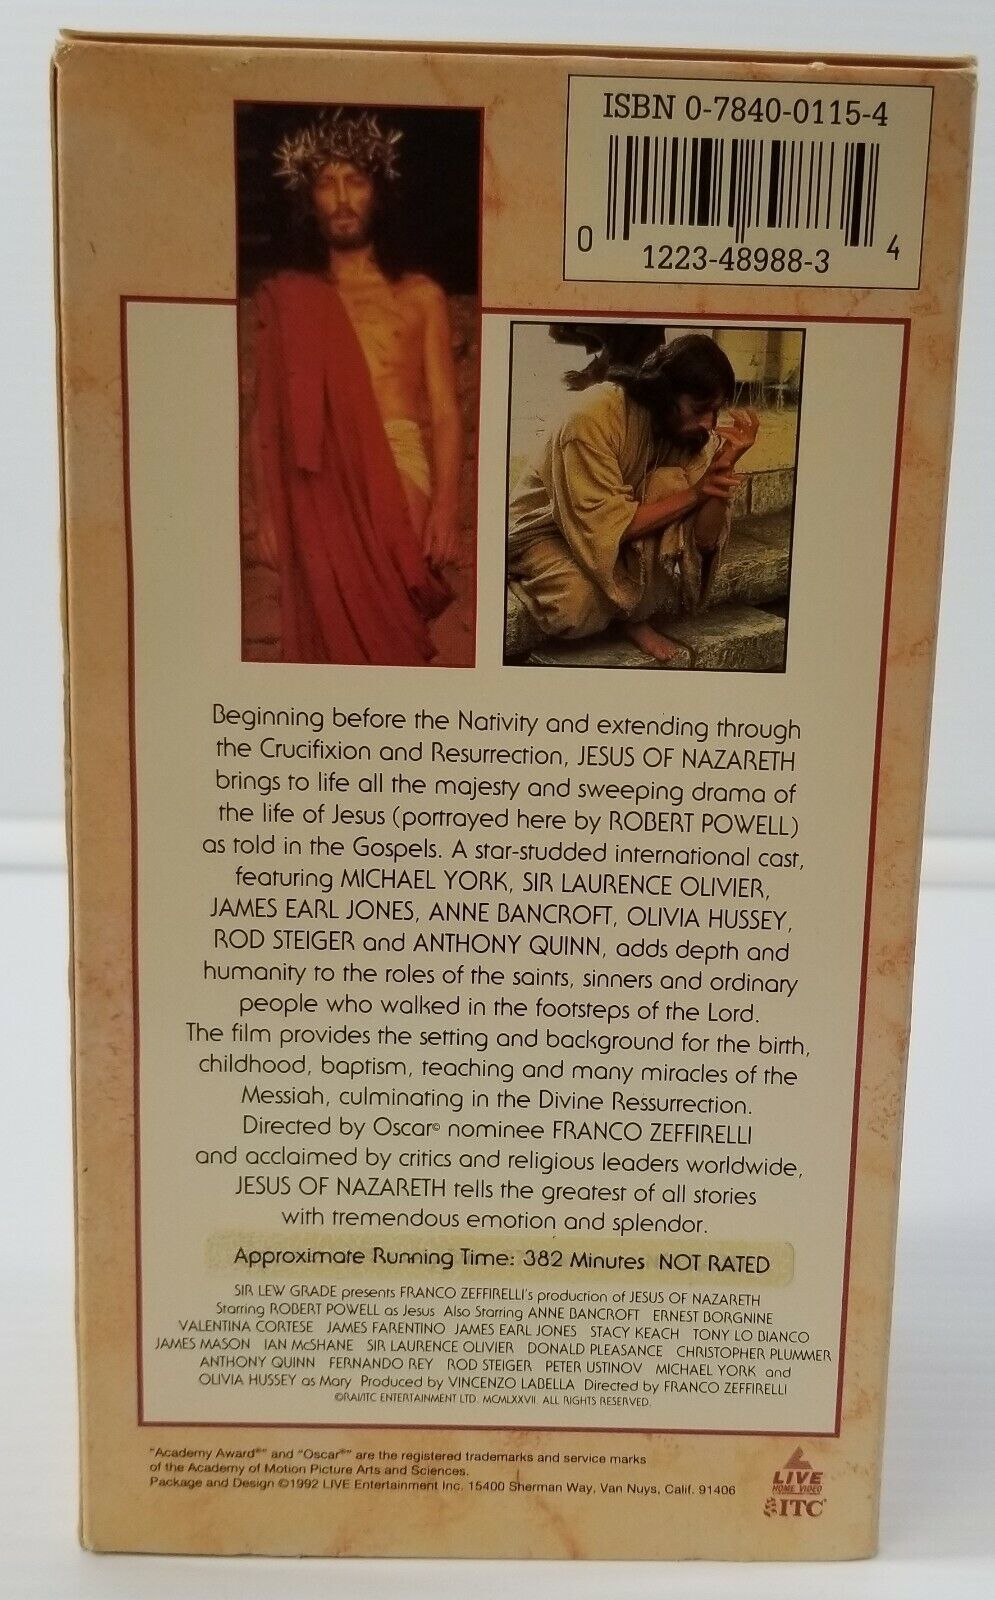 ISBN 0-7840-0115-4
0 1223-48988-3 4
Beginning before the Nativity and extending through
the Crucifixion and Resurrection, JESUS OF NAZARETH
brings to life all the majesty and sweeping drama of
the life of Jesus (portrayed here by ROBERT POWELL)
as told in the Gospels. A star-studded international cast,
featuring MICHAEL YORK, SIR LAURENCE OLIVIER,
JAMES EARL JONES, ANNE BANCROFT, OLIVIA HUSSEY,
ROD STEIGER and ANTHONY QUINN, adds depth and
humanity to the roles of the saints, sinners and ordinary
people who walked in the footsteps of the Lord.
The film provides the setting and background for the birth,
childhood, baptism, teaching and many miracles of the
Messiah, culminating in the Divine Ressurrection.
Directed by Oscar® nominee FRANCO ZEFFIRELLI
and acclaimed by critics and religious leaders worldwide,
JESUS OF NAZARETH tells the greatest of all stories
with tremendous emotion and splendor.
Approximate Running Time: 382 Minutes NOT RATED
SIR LEW GRADE presents FRANCO ZEFFIRELLI's production of JESUS OF NAZARETH
Starring ROBERT POWELL as Jesus Also Starring ANNE BANCROFT ERNEST BORGNINE
VALENTINA CORTESE JAMES FARENTINO JAMES EARL JONES STACY KEACH TONY LO BIANCO
JAMES MASON IAN McSHANE SIR LAURENCE OLIVIER DONALD PLEASANCE CHRISTOPHER PLUMMER
ANTHONY QUINN FERNANDO REY ROD STEIGER PETER USTINOV MICHAEL YORK and
OLIVIA HUSSEY as Mary Produced by VINCENZO LABELLA Directed by FRANCO ZEFFIRELLI
©RAI/ITC ENTERTAINMENT LTD. MCMLXXVII. ALL RIGHTS RESERVED.
"Academy Award®" and "Oscar®" are the registered trademarks and service marks
of the Academy of Motion Picture Arts and Sciences.
Package and Design ©1992 LIVE Entertainment Inc. 15400 Sherman Way, Van Nuys, Calif. 91406
LIVE
HOME VIDEO
ITC